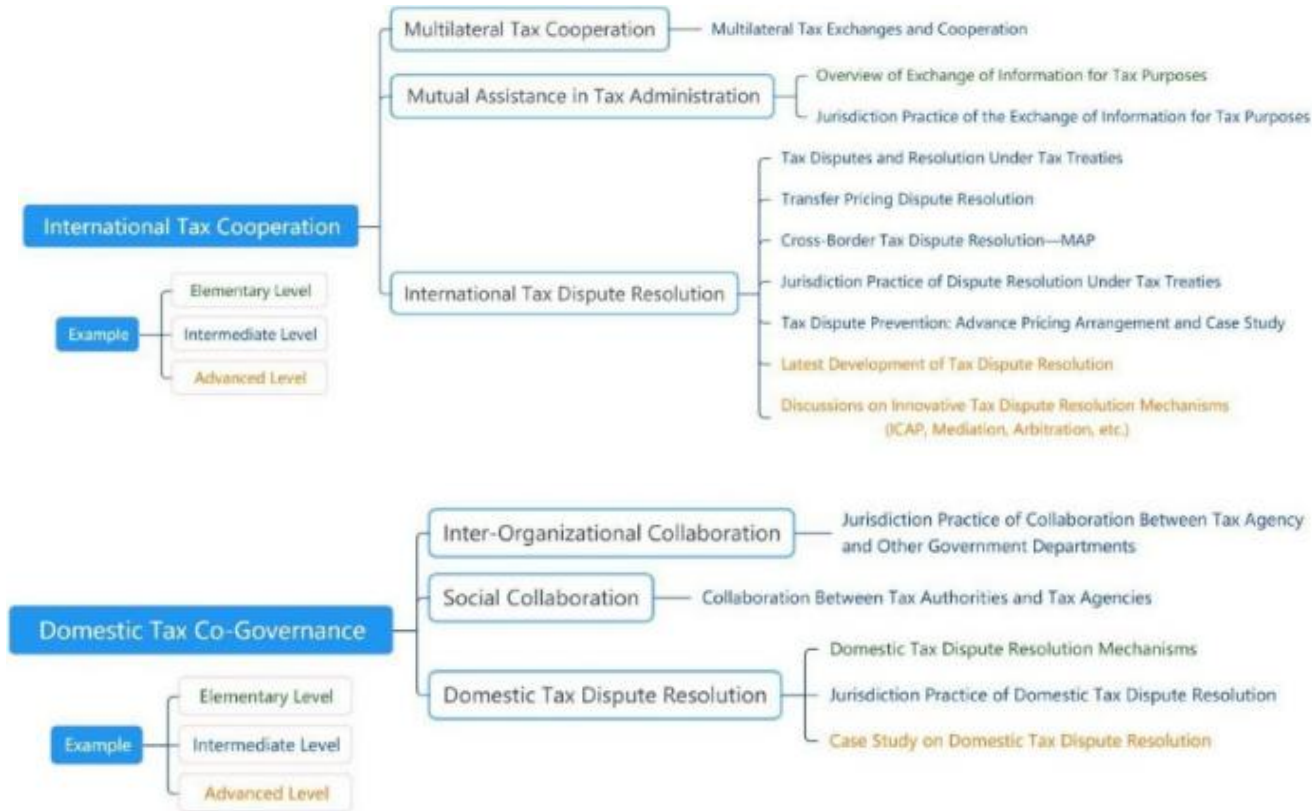 Multilateral Tax Cooperation
Multilateral Tax Exchanges and Cooperation
Mutual Assistance in Tax Administration
Overview of Exchange of Information for Tax Purposes
Jurisdiction Practice of the Exchange of Information for Tax Purposes
International Tax Cooperation
International Tax Dispute Resolution
Tax Disputes and Resolution Under Tax Treaties
Transfer Pricing Dispute Resolution
Cross-Border Tax Dispute Resolution—MAP
Jurisdiction Practice of Dispute Resolution Under Tax Treaties
Tax Dispute Prevention: Advance Pricing Arrangement and Case Study
Latest Development of Tax Dispute Resolution
Discussions on Innovative Tax Dispute Resolution Mechanisms
(ICAP, Mediation, Arbitration, etc.)
Example
Elementary Level
Intermediate Level
Advanced Level
Inter-Organizational Collaboration
Jurisdiction Practice of Collaboration Between Tax Agency
and Other Government Departments
Social Collaboration
Collaboration Between Tax Authorities and Tax Agencies
Domestic Tax Co-Governance
Domestic Tax Dispute Resolution
Domestic Tax Dispute Resolution Mechanisms
Jurisdiction Practice of Domestic Tax Dispute Resolution
Case Study on Domestic Tax Dispute Resolution
Example
Elementary Level
Intermediate Level
Advanced Level